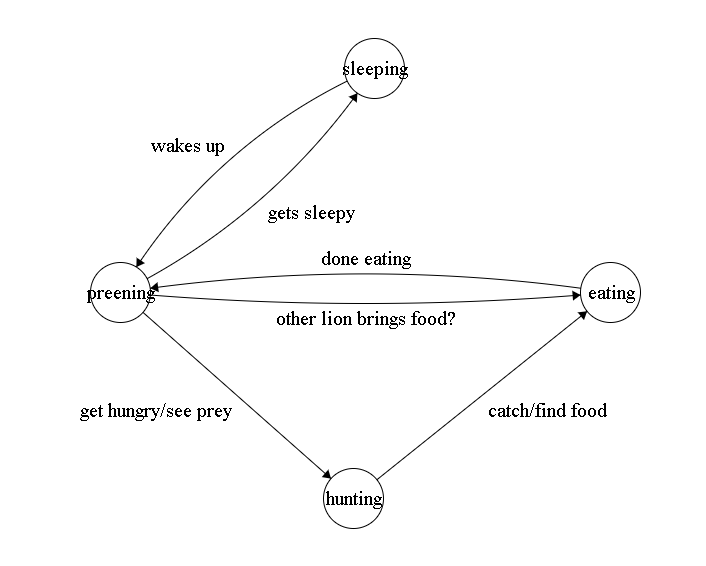 sleeping
wakes up
gets sleepy
done eating
preening
eating
other lion brings food?
get hungry/see prey
catch/find food
hunting